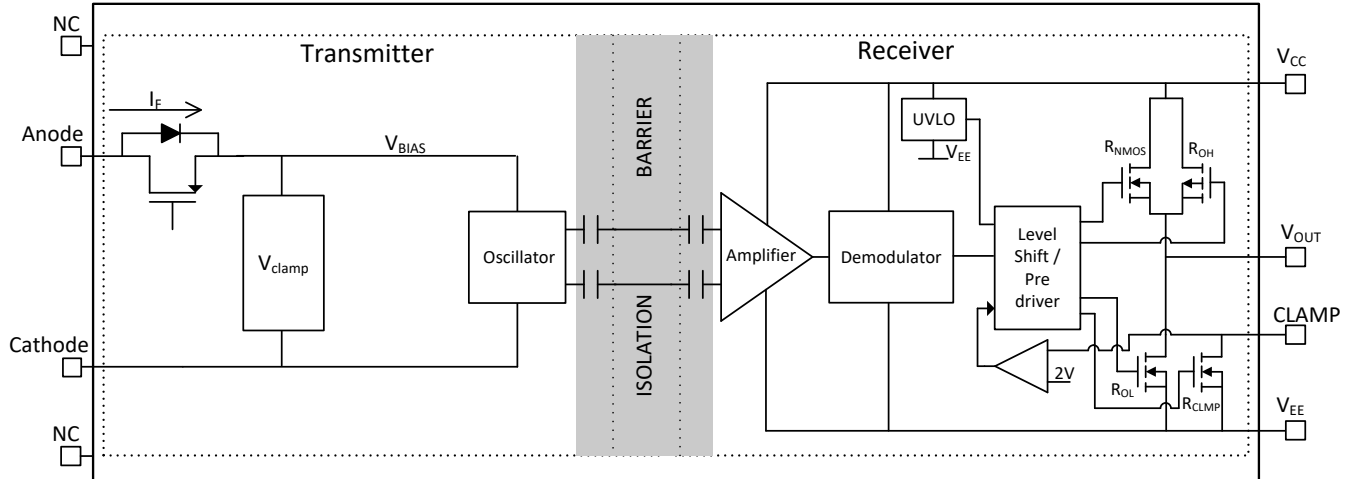 NC
Transmitter
Receiver
VCC
IF
BARRIER
UVLO
Anode
VBIAS
VEE
RNMOS
ROH
Vclamp
Oscillator
Amplifier
Demodulator
Level
Shift /
Pre
driver
VOUT
ISOLATION
CLAMP
Cathode
2V
ROL
RCLMP
VEE
NC